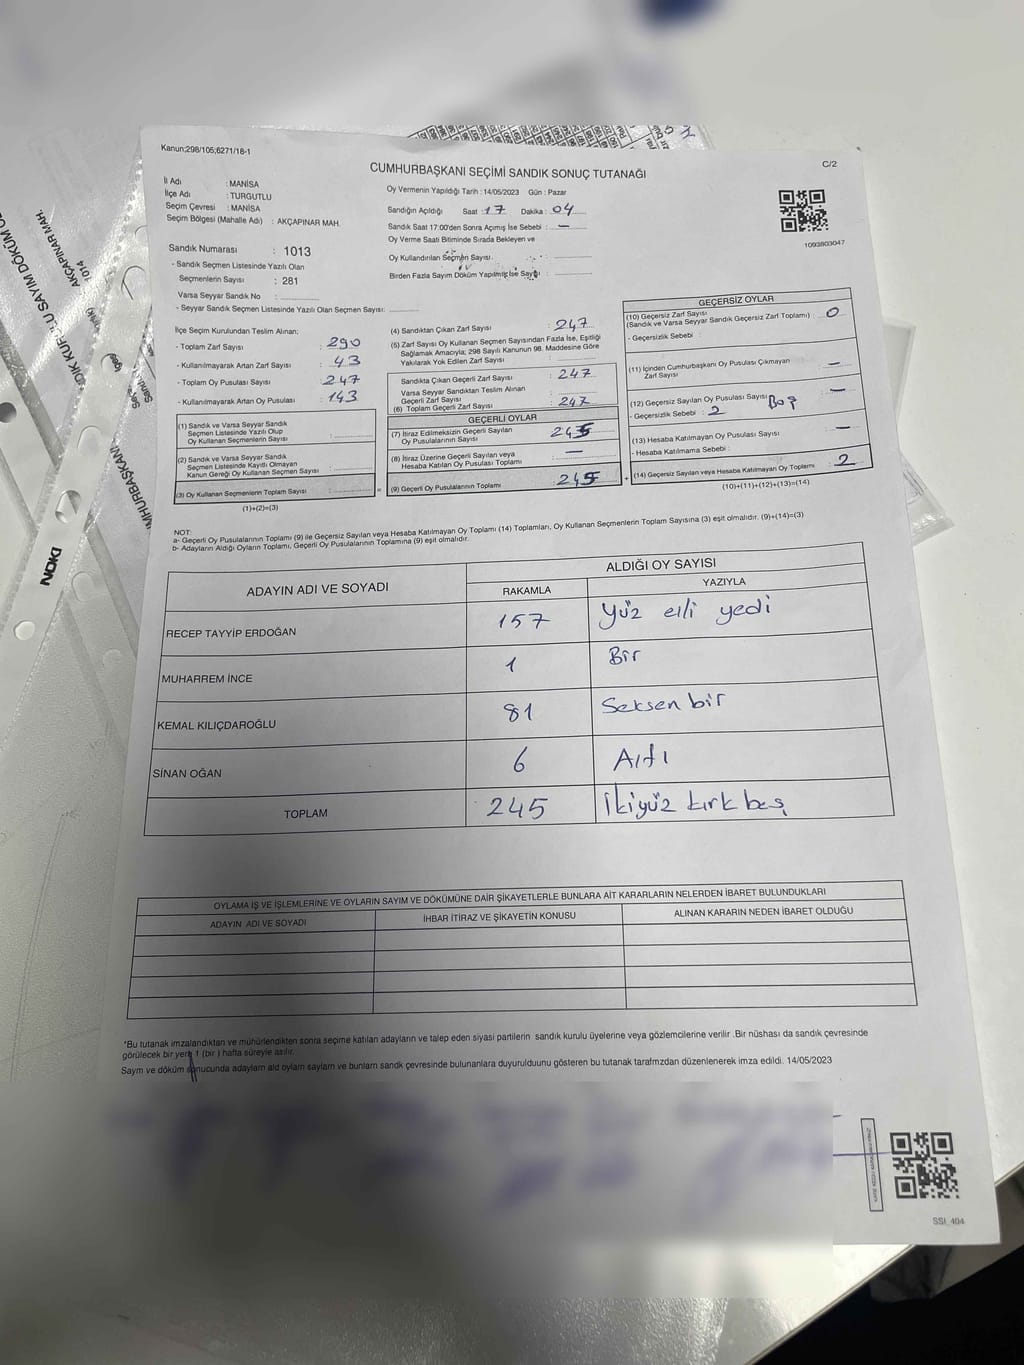 Kanun;298/105;6271/18-1
C/2
CUMHURBAŞKANI SEÇİMİ SANDIK SONUÇ TUTANAĞI
İl Adı : MANİSA
İlçe Adı : TURGUTLU
Seçim Çevresi : MANİSA
Seçim Bölgesi (Mahalle Adı) : AKÇAPINAR MAH.
Sandık Numarası : 1013
- Sandık Seçmen Listesinde Yazılı Olan
Seçmenlerin Sayısı : 281
Varsa Seyyar Sandık No :
- Seyyar Sandık Seçmen Listesinde Yazılı Olan Seçmen Sayısı:
Oy Vermenin Yapıldığı Tarih : 14/05/2023 Gün : Pazar
Sandığın Açıldığı Saat : 17 Dakika : 04
Sandık Saat 17:00'den Sonra Açımış İse Sebebi : —
Oy Verme Saati Bitiminde Sırada Bekleyen ve
Oy Kullandırılan Seçmen Sayısı.
Birden Fazla Sayım Döküm Yapılmış İse Sayısı :
1093803047
İlçe Seçim Kurulundan Teslim Alınan;
- Toplam Zarf Sayısı : 290
- Kullanılmayarak Artan Zarf Sayısı : 43
- Toplam Oy Pusulası Sayısı : 247
- Kullanılmayarak Artan Oy Pusulası : 143
(1) Sandık ve Varsa Seyyar Sandık
Seçmen Listesinde Yazılı Olup
Oy Kullanan Seçmenlerin Sayısı :
(2) Sandık ve Varsa Seyyar Sandık
Seçmen Listesinde Kayıtlı Olmayan
Kanun Gereği Oy Kullanan Seçmen Sayısı :
(3) Oy Kullanan Seçmenlerin Toplam Sayısı :
(1)+(2)=(3)
(4) Sandıktan Çıkan Zarf Sayısı : 247
(5) Zarf Sayısı Oy Kullanan Seçmen Sayısından Fazla İse, Eşitliği
Sağlamak Amacıyla; 298 Sayılı Kanunun 98. Maddesine Göre
Yakılarak Yok Edilen Zarf Sayısı :
Sandıkta Çıkan Geçerli Zarf Sayısı : 247
Varsa Seyyar Sandıktan Teslim Alınan
Geçerli Zarf Sayısı :
(6) Toplam Geçerli Zarf Sayısı : 247
GEÇERLİ OYLAR
(7) İtiraz Edilmeksizin Geçerli Sayılan
Oy Pusulalarının Sayısı : 245
(8) İtiraz Üzerine Geçerli Sayılan veya
Hesaba Katılan Oy Pusulası Toplamı : —
= (9) Geçerli Oy Pusulalarının Toplamı : 245
GEÇERSİZ OYLAR
(10) Geçersiz Zarf Sayısı
(Sandık ve Varsa Seyyar Sandık Geçersiz Zarf Toplamı) : 0
- Geçersizlik Sebebi :
(11) İçinden Cumhurbaşkanı Oy Pusulası Çıkmayan
Zarf Sayısı : —
(12) Geçersiz Sayılan Oy Pusulası Sayısı : —
- Geçersizlik Sebebi : 2 Boş
(13) Hesaba Katılmayan Oy Pusulası Sayısı : —
- Hesaba Katılmama Sebebi :
+ (14) Geçersiz Sayılan veya Hesaba Katılmayan Oy Toplamı : 2
(10)+(11)+(12)+(13)=(14)
NOT:
a- Geçerli Oy Pusulalarının Toplamı (9) ile Geçersiz Sayılan veya Hesaba Katılmayan Oy Toplamı (14) Toplamları, Oy Kullanan Seçmenlerin Toplam Sayısına (3) eşit olmalıdır. (9)+(14)=(3)
b- Adayların Aldığı Oyların Toplamı, Geçerli Oy Pusulalarının Toplamına (9) eşit olmalıdır.
ADAYIN ADI VE SOYADI
ALDIĞI OY SAYISI
RAKAMLA YAZIYLA
RECEP TAYYİP ERDOĞAN 157 Yüz elli yedi
MUHARREM İNCE 1 Bir
KEMAL KILIÇDAROĞLU 81 Seksen bir
SİNAN OĞAN 6 Altı
TOPLAM 245 İkiyüz kırk beş
OYLAMA İŞ VE İŞLEMLERİNE VE OYLARIN SAYIM VE DÖKÜMÜNE DAİR ŞİKAYETLERLE BUNLARA AİT KARARLARIN NELERDEN İBARET BULUNDUKLARI
ADAYIN ADI VE SOYADI İHBAR İTİRAZ VE ŞİKAYETİN KONUSU ALINAN KARARIN NEDEN İBARET OLDUĞU
*Bu tutanak imzalandıktan ve mühürlendikten sonra seçime katılan adayların ve talep eden siyasi partilerin sandık kurulu üyelerine veya gözlemcilerine verilir .Bir nüshası da sandık çevresinde
görülecek bir yere 1 (bir ) hafta süreyle asılır.
Sayım ve döküm sonucunda adayların ald oyların sayların ve bunların sandk çevresinde bulunanlara duyurulduunu gösteren bu tutanak tarafmzdan düzenlenerek imza edildi. 14/05/2023
SSI_404
AKÇAPINAR MAH.
1014
DION